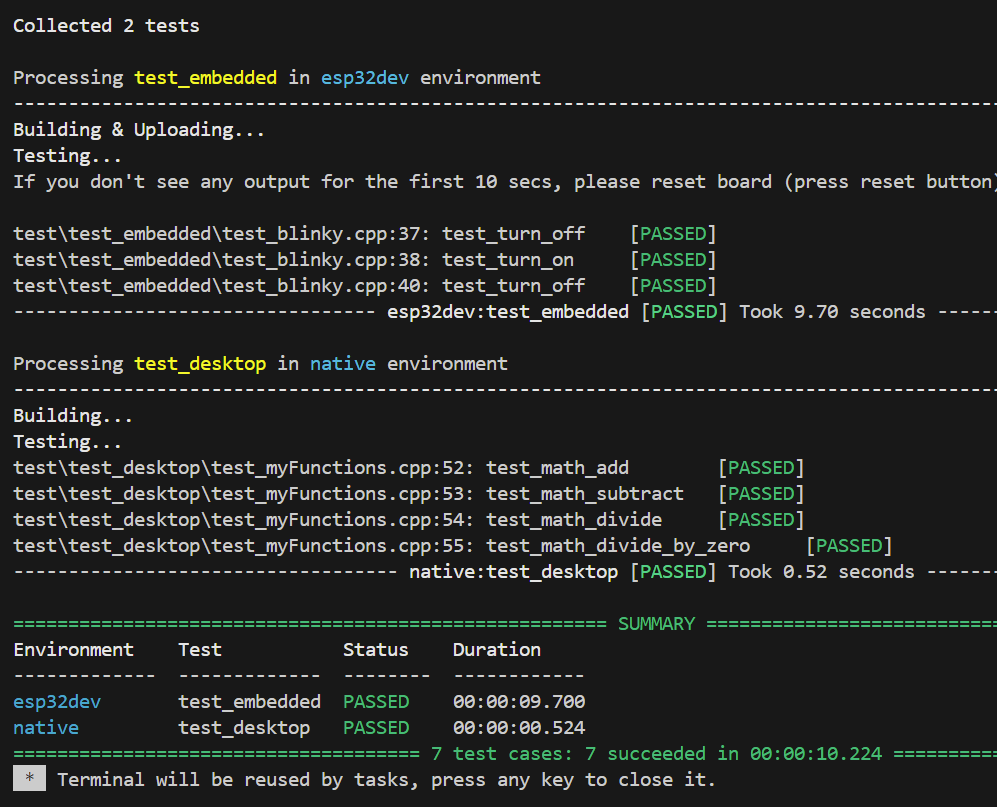 Collected 2 tests
Processing test_embedded in esp32dev environment
--------------------------------------------------------------------------------
Building & Uploading...
Testing...
If you don't see any output for the first 10 secs, please reset board (press reset button)
test\test_embedded\test_blinky.cpp:37: test_turn_off    [PASSED]
test\test_embedded\test_blinky.cpp:38: test_turn_on     [PASSED]
test\test_embedded\test_blinky.cpp:40: test_turn_off    [PASSED]
--------------------------------- esp32dev:test_embedded [PASSED] Took 9.70 seconds ------
Processing test_desktop in native environment
--------------------------------------------------------------------------------
Building...
Testing...
test\test_desktop\test_myFunctions.cpp:52: test_math_add        [PASSED]
test\test_desktop\test_myFunctions.cpp:53: test_math_subtract   [PASSED]
test\test_desktop\test_myFunctions.cpp:54: test_math_divide     [PASSED]
test\test_desktop\test_myFunctions.cpp:55: test_math_divide_by_zero     [PASSED]
----------------------------------- native:test_desktop [PASSED] Took 0.52 seconds -------
====================================================== SUMMARY ===========================
Environment    Test           Status    Duration
-------------  -------------  --------  ------------
esp32dev       test_embedded  PASSED    00:00:09.700
native         test_desktop   PASSED    00:00:00.524
===================================== 7 test cases: 7 succeeded in 00:00:10.224 ==========
* Terminal will be reused by tasks, press any key to close it.